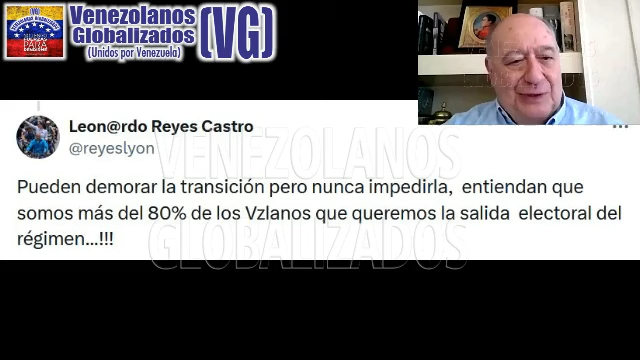 Venezolanos
Globalizados
(Unidos por Venezuela)
(VG)
Leon@rdo Reyes Castro
@reyeslyon
Pueden demorar la transición pero nunca impedirla, entiendan que
somos más del 80% de los Vzlanos que queremos la salida electoral del
régimen...!!!
VENEZOLANOS
GLOBALIZADOS